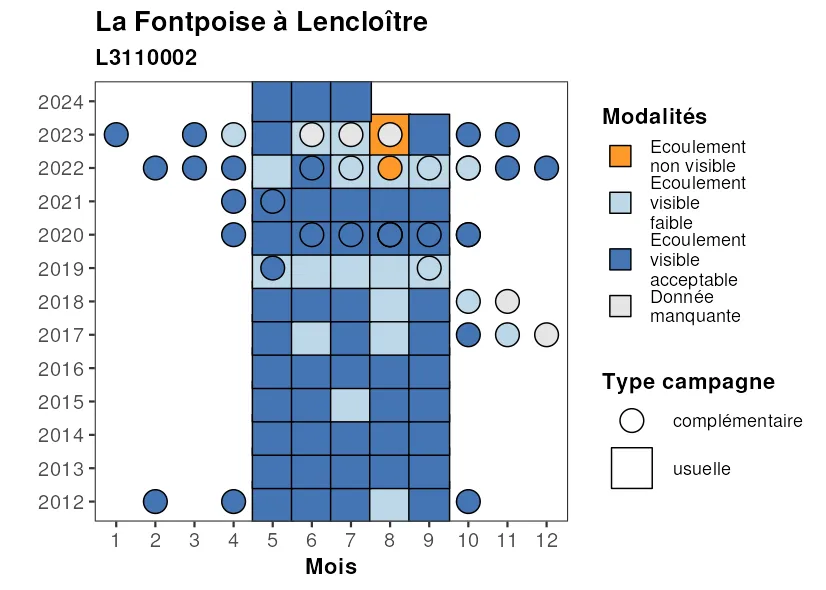 La Fontpoise à Lencloître
L3110002
2024
2023
2022
2021
2020
2019
2018
2017
2016
2015
2014
2013
2012
1 2 3 4 5 6 7 8 9 10 11 12
Mois
Modalités
Ecoulement
non visible
Ecoulement
visible
faible
Ecoulement
visible
acceptable
Donnée
manquante
Type campagne
complémentaire
usuelle